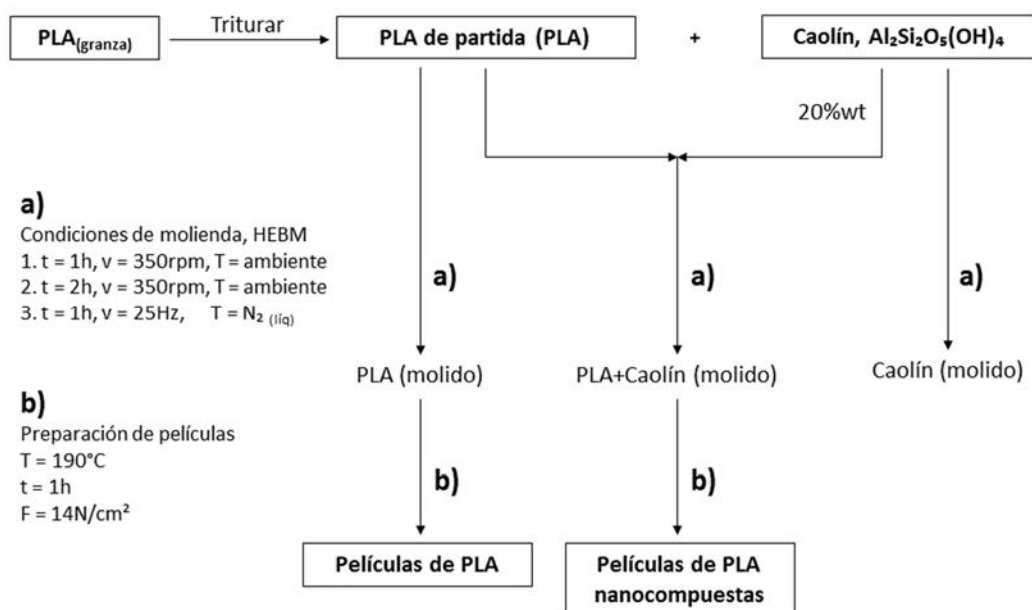 PLA(granza)
Triturar
PLA de partida (PLA)
+
Caolín, Al₂Si₂O₅(OH)₄
20%wt
a)
Condiciones de molienda, HEBM
1. t = 1h, v = 350rpm, T = ambiente
2. t = 2h, v = 350rpm, T = ambiente
3. t = 1h, v = 25Hz, T = N₂ (líq)
a)
a)
a)
PLA (molido)
PLA+Caolín (molido)
Caolín (molido)
b)
Preparación de películas
T = 190°C
t = 1h
F = 14N/cm²
b)
b)
Películas de PLA
Películas de PLA
nanocompuestas